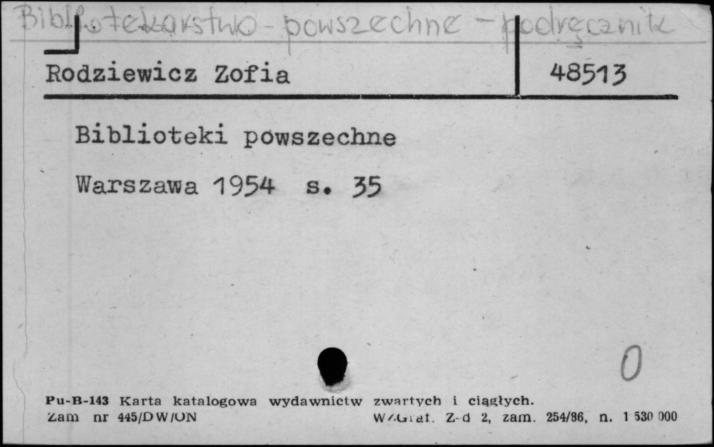 Bibliotekarstwo - powszechne - podręcznik
Rodziewicz Zofia 48513
Biblioteki powszechne
Warszawa 1954 s. 35
0
Pu-B-143 Karta katalogowa wydawnictw zwartych i ciągłych.
Zam nr 445/DW/ON Z-d 2, zam. 254/86, n. 1 530 000